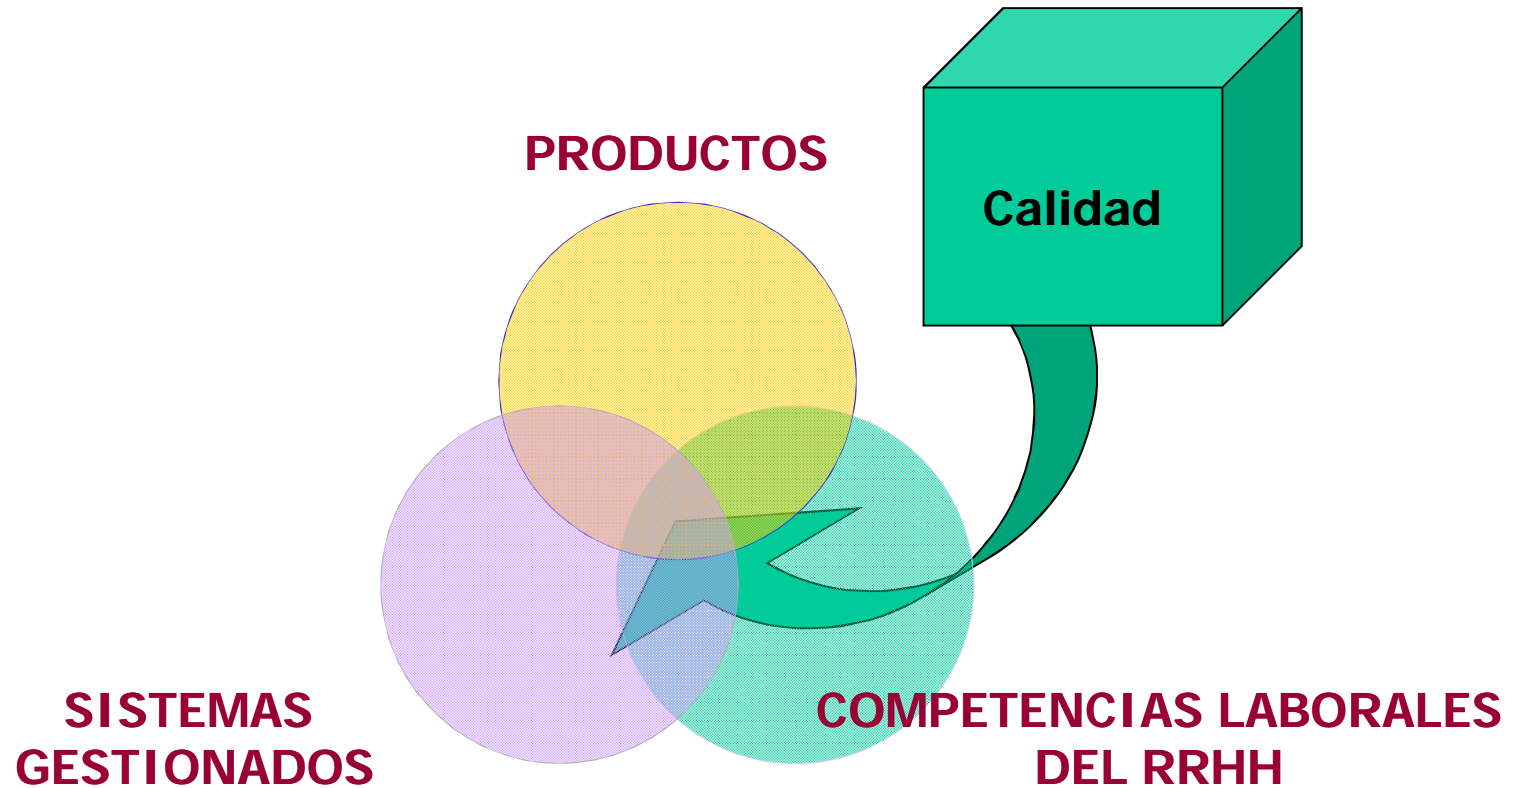 PRODUCTOS
Calidad
SISTEMAS
GESTIONADOS
COMPETENCIAS LABORALES
DEL RRHH